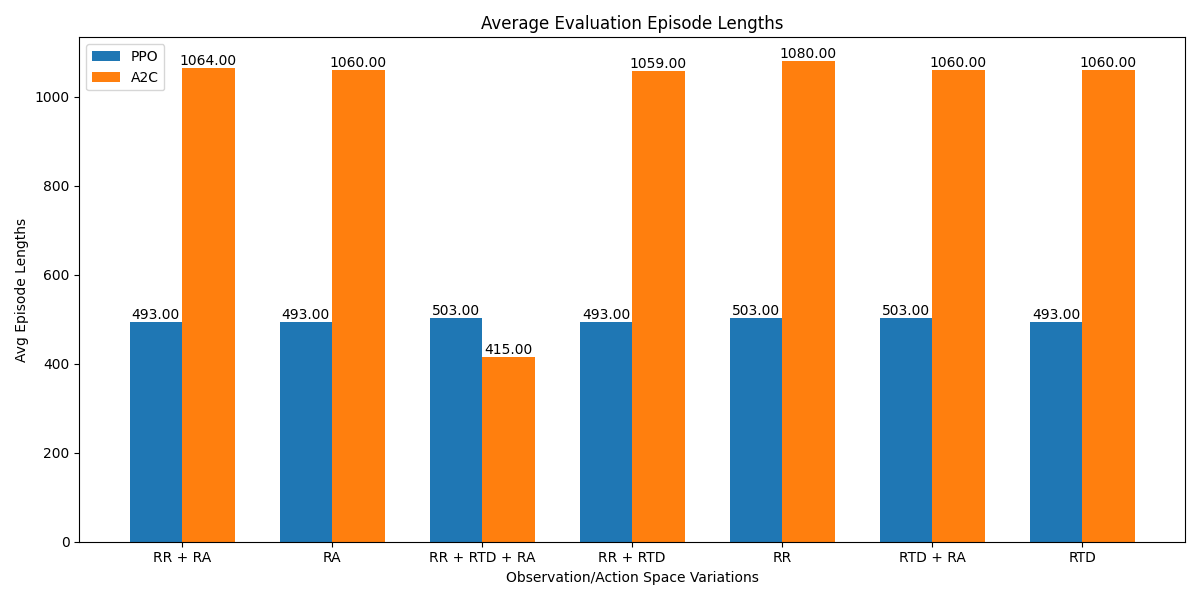 Average Evaluation Episode Lengths
PPO
A2C
Avg Episode Lengths
1000
800
600
400
200
0
493.00
1064.00
493.00
1060.00
503.00
415.00
493.00
1059.00
503.00
1080.00
503.00
1060.00
493.00
1060.00
RR + RA
RA
RR + RTD + RA
RR + RTD
RR
RTD + RA
RTD
Observation/Action Space Variations